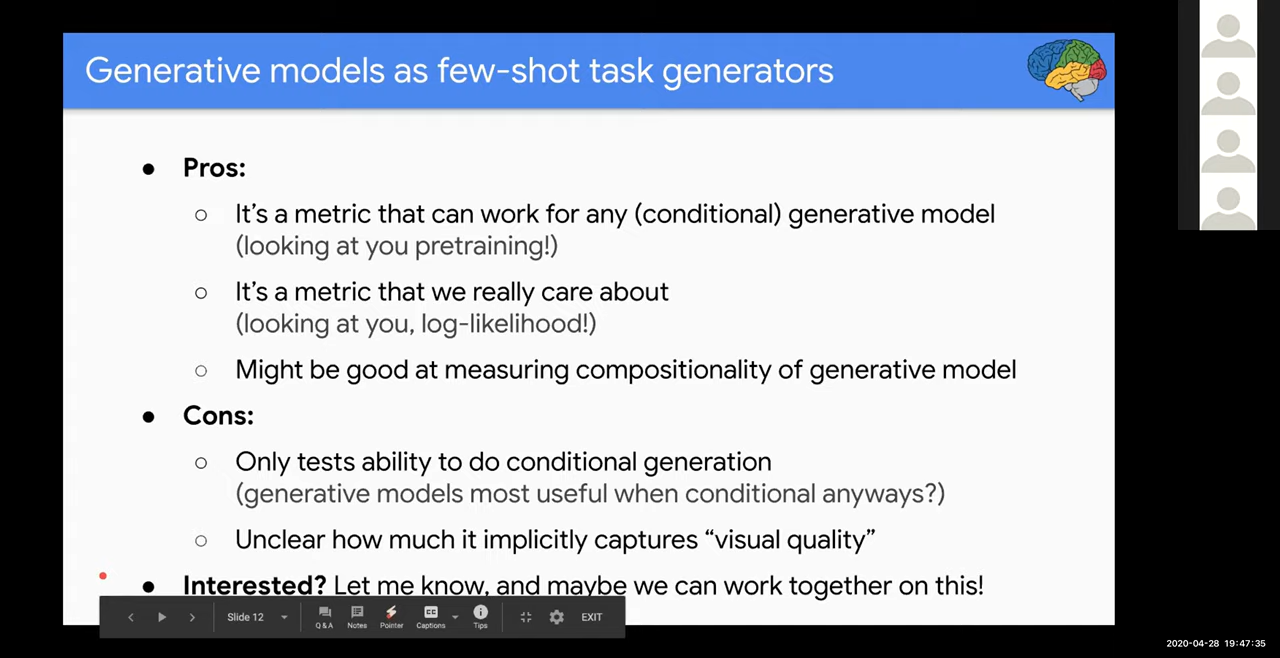 Generative models as few-shot task generators
● Pros:
○ It's a metric that can work for any (conditional) generative model
(looking at you pretraining!)
○ It's a metric that we really care about
(looking at you, log-likelihood!)
○ Might be good at measuring compositionality of generative model
● Cons:
○ Only tests ability to do conditional generation
(generative models most useful when conditional anyways?)
○ Unclear how much it implicitly captures “visual quality”
● Interested? Let me know, and maybe we can work together on this!
Slide 12
Q&A Notes Pointer Captions Tips
CC
EXIT
2020-04-28 19:47:35